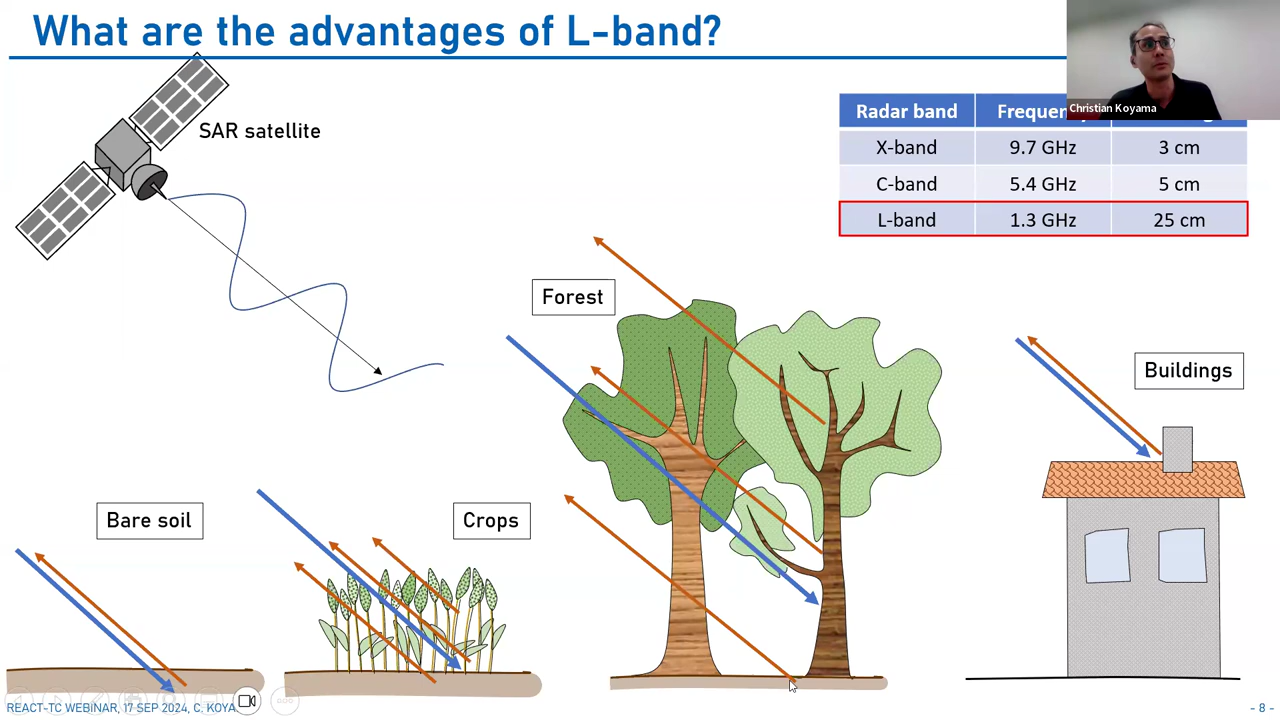 What are the advantages of L-band?
Christian Koyama
SAR satellite
Radar band
X-band 9.7 GHz 3 cm
C-band 5.4 GHz 5 cm
L-band 1.3 GHz 25 cm
Forest
Buildings
Bare soil
Crops
REACT-TC WEBINAR, 17 SEP 2024, C. KOYA
- 8 -